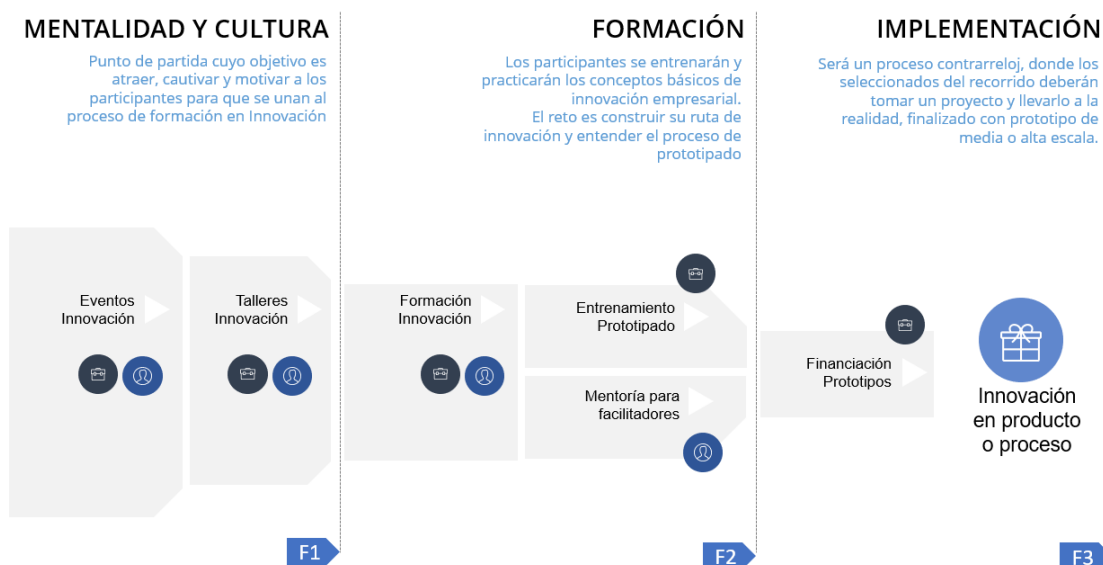 MENTALIDAD Y CULTURA
Punto de partida cuyo objetivo es
atraer, cautivar y motivar a los
participantes para que se unan al
proceso de formación en Innovación
Eventos
Innovación
Talleres
Innovación
F1
FORMACIÓN
Los participantes se entrenarán y
practicarán los conceptos básicos de
innovación empresarial.
El reto es construir su ruta de
innovación y entender el proceso de
prototipado
Formación
Innovación
Entrenamiento
Prototipado
Mentoría para
facilitadores
F2
IMPLEMENTACIÓN
Será un proceso contrarreloj, donde los
seleccionados del recorrido deberán
tomar un proyecto y llevarlo a la
realidad, finalizado con prototipo de
media o alta escala.
Financiación
Prototipos
Innovación
en producto
o proceso
F3